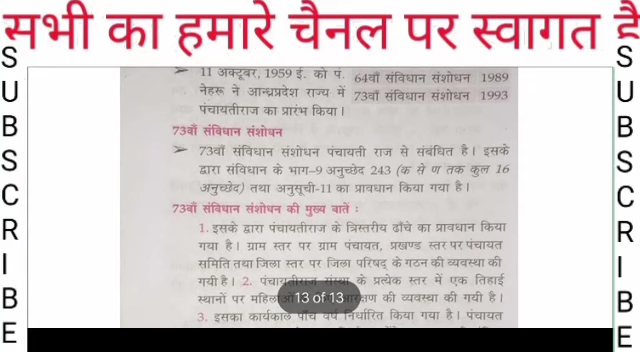 सभी का हमारे चैनल पर स्वागत है
SUBSCRIBE
➢ 11 अक्टूबर, 1959 ई. को पं. 64वाँ संविधान संशोधन 1989
नेहरू ने आन्ध्रप्रदेश राज्य में 73वाँ संविधान संशोधन 1993
पंचायतीराज का प्रारंभ किया।
73वाँ संविधान संशोधन
➢ 73वाँ संविधान संशोधन पंचायती राज से संबंधित है। इसके
द्वारा संविधान के भाग–9 अनुच्छेद 243 (क से ण तक कुल 16
अनुच्छेद) तथा अनुसूची-11 का प्रावधान किया गया है।
73वाँ संविधान संशोधन की मुख्य बातें :
1. इसके द्वारा पंचायतीराज के त्रिस्तरीय ढाँचे का प्रावधान किया
गया है। ग्राम स्तर पर ग्राम पंचायत, प्रखण्ड स्तर पर पंचायत
समिति तथा जिला स्तर पर जिला परिषद् के गठन की व्यवस्था की
गयी है। 2. पंचायतीराज संस्था के प्रत्येक स्तर में एक तिहाई
स्थानों पर की व्यवस्था की गयी है।
13 of 13
3. इसका कार्यकाल पाँच वर्ष निर्धारित किया गया है। पंचायत
SUBSCRIBE